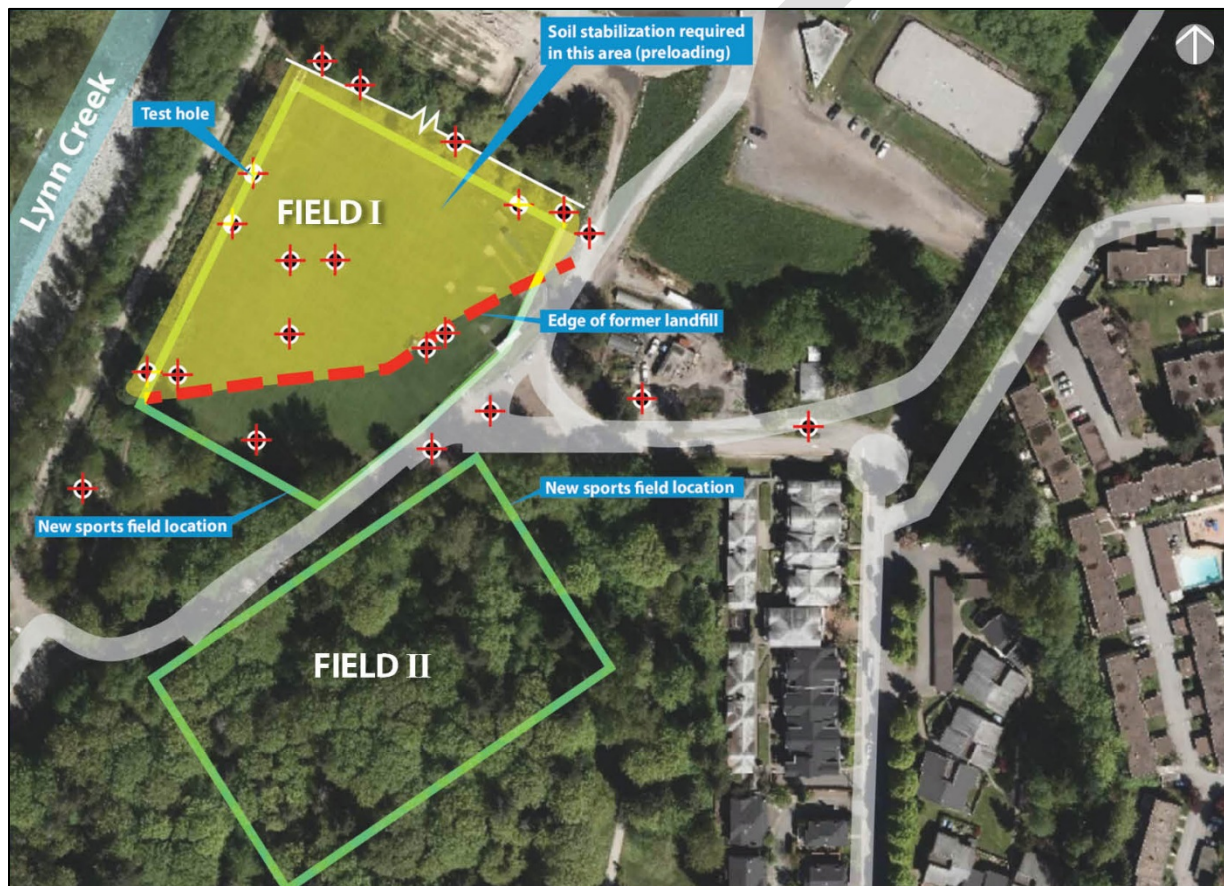 Soil stabilization required
in this area (preloading)
Test hole
Lynn Creek
FIELD I
Edge of former landfill
New sports field location
New sports field location
FIELD II